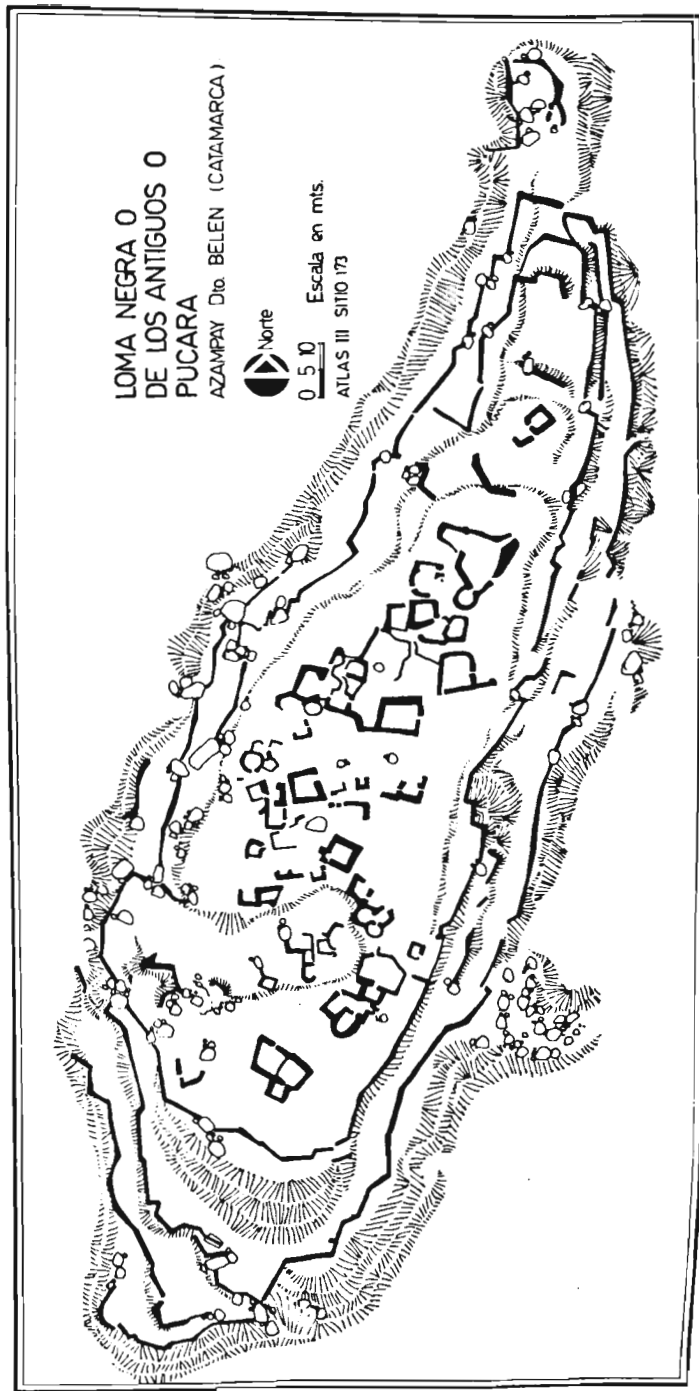 LOMA NEGRA O
DE LOS ANTIGUOS O
PUCARA
AZAMPAY Dto. BELEN (CATAMARCA)
Norte
0 5 10 Escala en mts.
ATLAS III SITIO 173